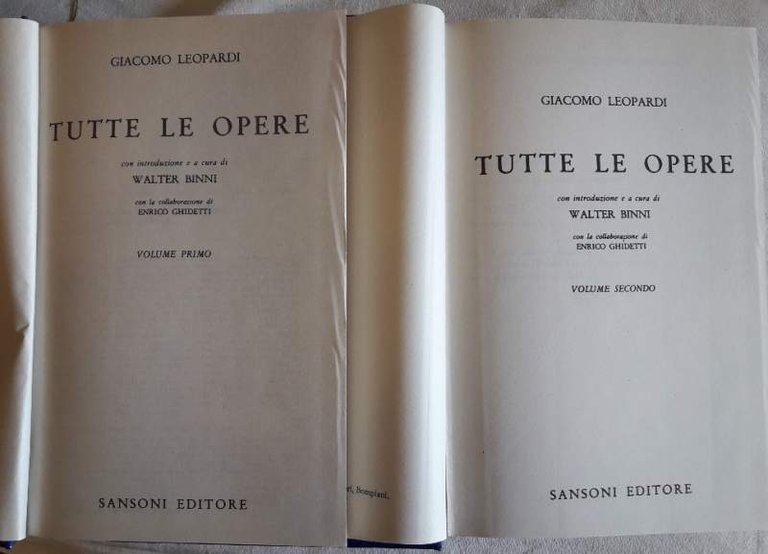 GIACOMO LEOPARDI
TUTTE LE OPERE
con introduzione e a cura di
WALTER BINNI
con la collaborazione di
ENRICO GHIDETTI
VOLUME PRIMO
SANSONI EDITORE
Bompiani.
GIACOMO LEOPARDI
TUTTE LE OPERE
con introduzione e a cura di
WALTER BINNI
con la collaborazione di
ENRICO GHIDETTI
VOLUME SECONDO
SANSONI EDITORE